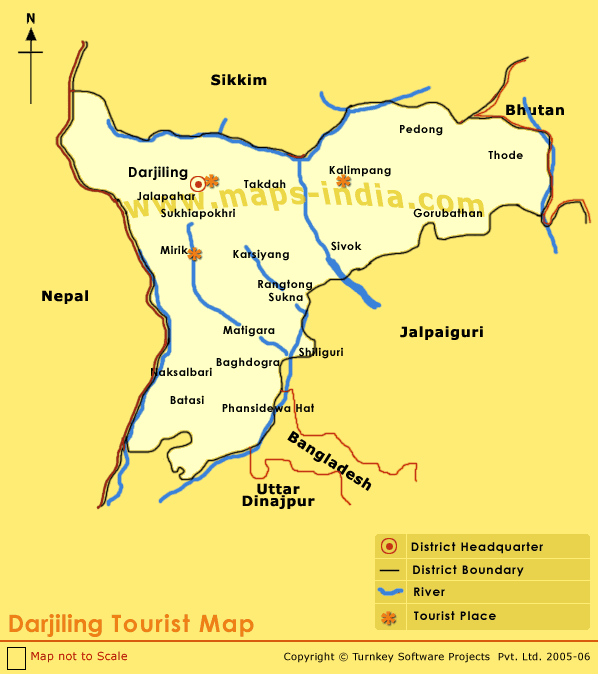 N
Sikkim
Bhutan
Pedong
Thode
Darjiling
Kalimpang
Takdah
Jalapahar
www.maps-india.com
Sukhiapokhri
Gorubathan
Mirik
Karsiyang
Sivok
Rangtong
Sukna
Nepal
Matigara
Jalpaiguri
Shiliguri
Baghdogra
Naksalbari
Batasi
Phansidewa Hat
Bangladesh
Uttar
Dinajpur
District Headquarter
District Boundary
River
Tourist Place
Darjiling Tourist Map
Map not to Scale
Copyright © Turnkey Software Projects Pvt. Ltd. 2005-06